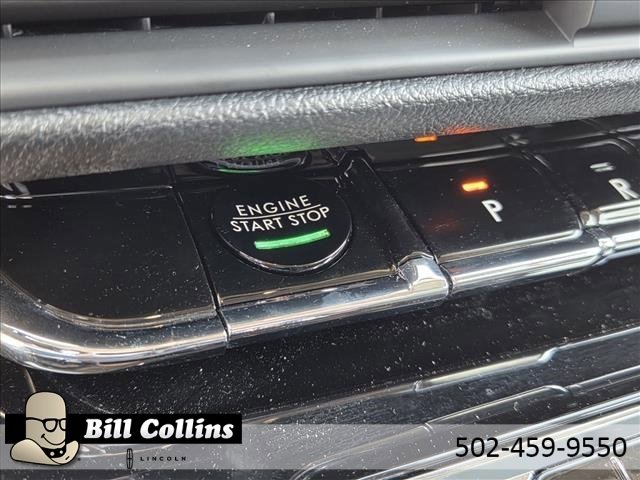 ENGINE
START STOP
P
R
Bill Collins
LINCOLN
502-459-9550